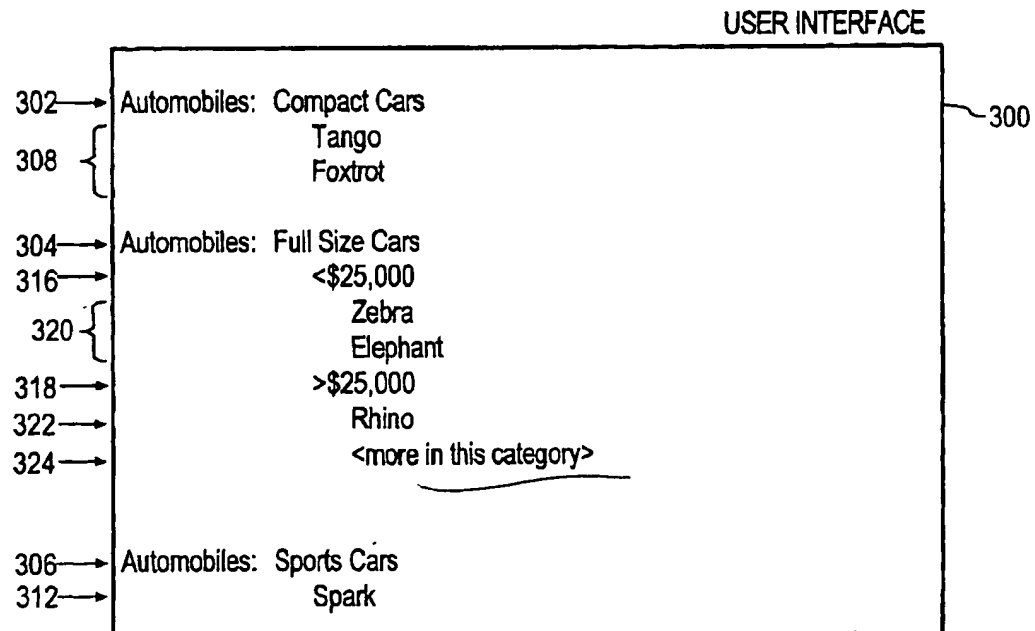 USER INTERFACE
300
302 Automobiles: Compact Cars
308 Tango
Foxtrot
304 Automobiles: Full Size Cars
316 <$25,000
320 Zebra
Elephant
318 >$25,000
322 Rhino
324 <more in this category>
306 Automobiles: Sports Cars
312 Spark